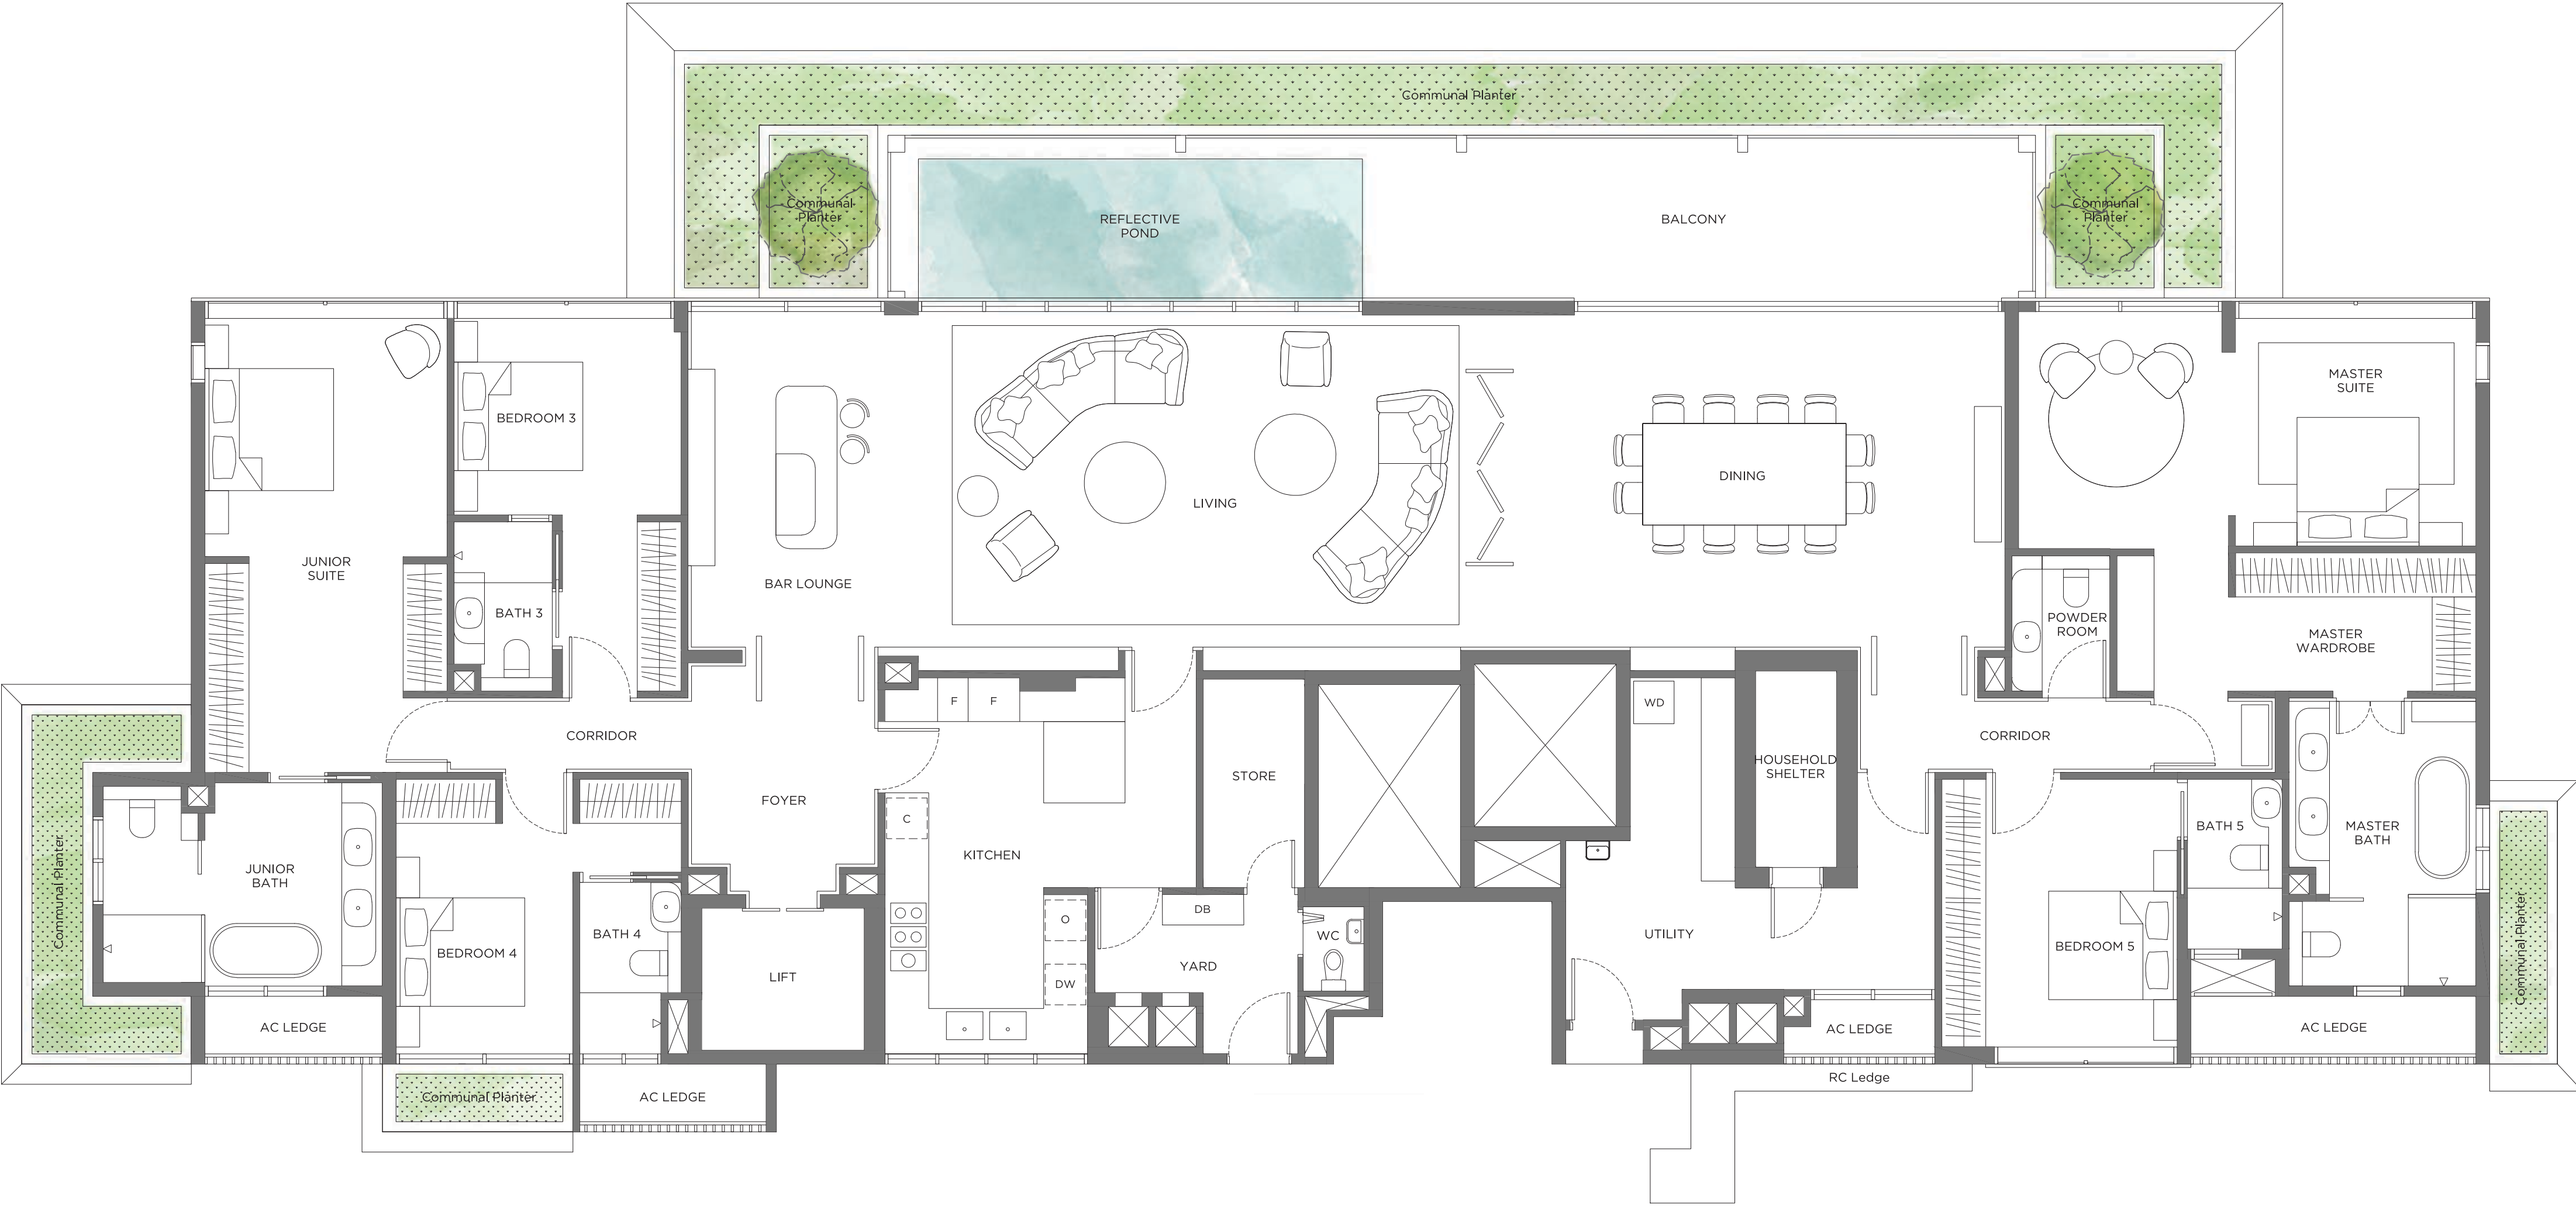 Communal Planter
Communal
Planter
REFLECTIVE
POND
BALCONY
Communal
Planter
MASTER
SUITE
BEDROOM 3
DINING
LIVING
JUNIOR
SUITE
BAR LOUNGE
BATH 3
POWDER
ROOM
MASTER
WARDROBE
F
F
WD
CORRIDOR
CORRIDOR
STORE
HOUSEHOLD
SHELTER
FOYER
C
KITCHEN
BATH 5
MASTER
BATH
JUNIOR
BATH
Communal Planter
DB
O
BEDROOM 4
BATH 4
WC
UTILITY
BEDROOM 5
Communal Planter
LIFT
YARD
DW
AC LEDGE
AC LEDGE
AC LEDGE
RC Ledge
Communal Planter
AC LEDGE